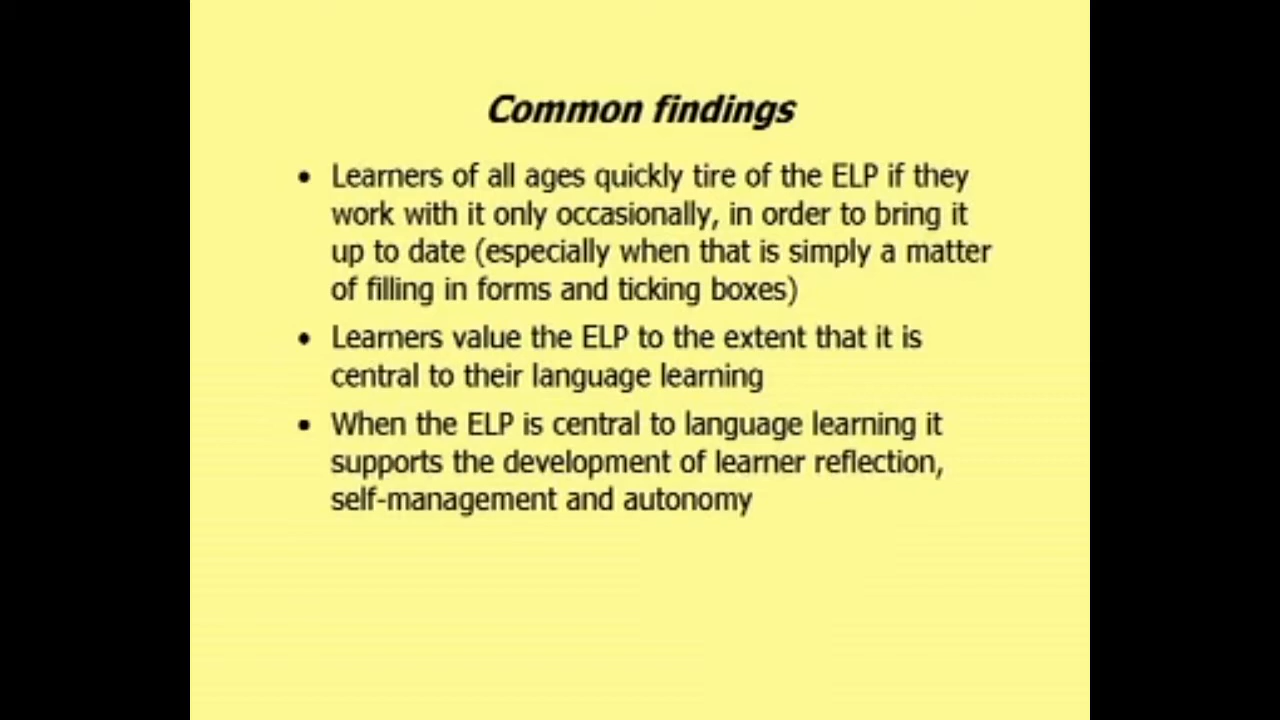 Common findings
• Learners of all ages quickly tire of the ELP if they
work with it only occasionally, in order to bring it
up to date (especially when that is simply a matter
of filling in forms and ticking boxes)
• Learners value the ELP to the extent that it is
central to their language learning
• When the ELP is central to language learning it
supports the development of learner reflection,
self-management and autonomy